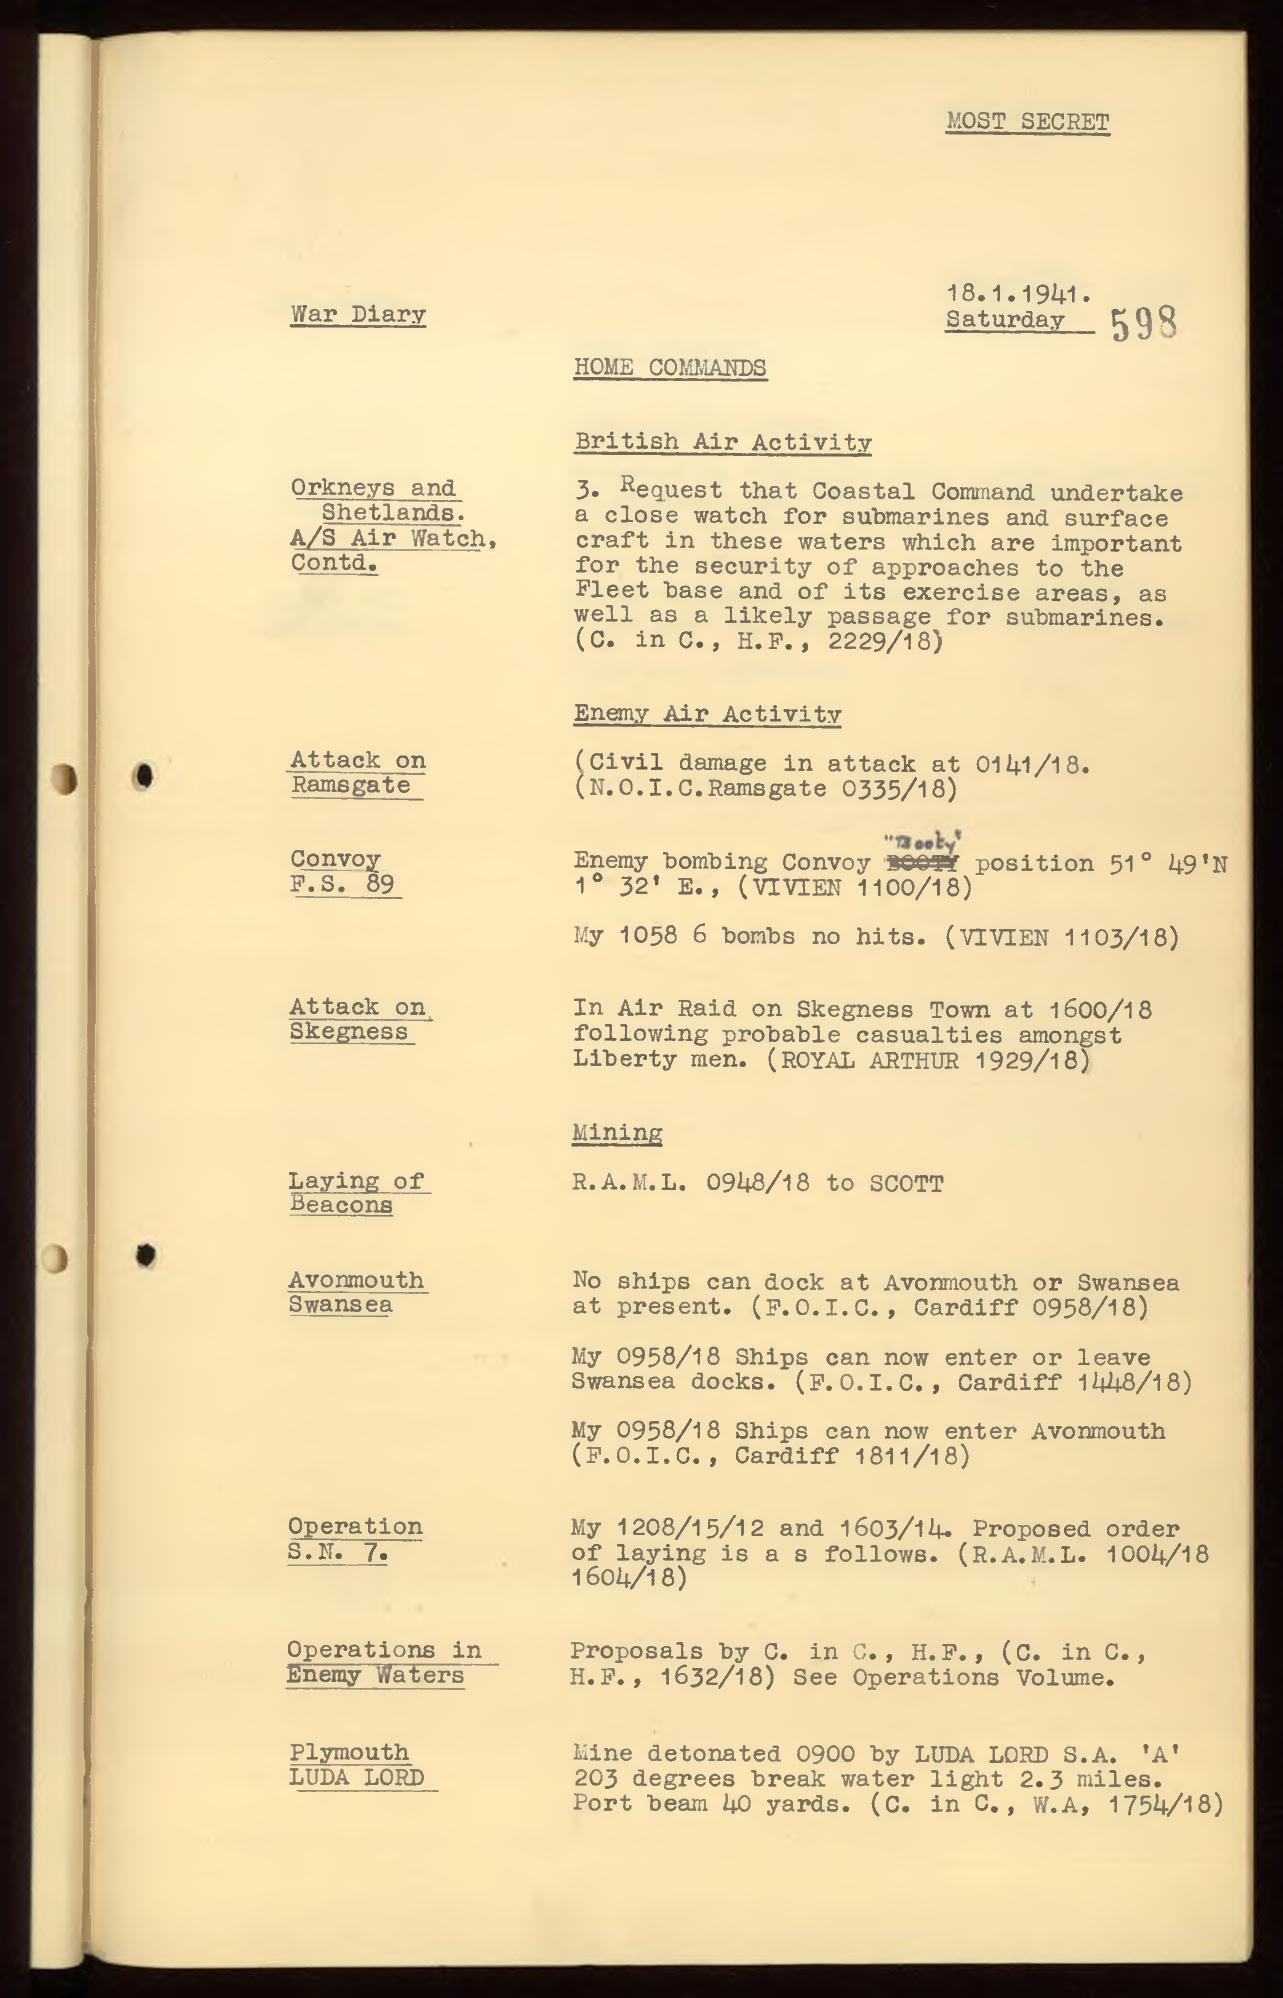 MOST SECRET
War Diary
18.1.1941.
Saturday 598
HOME COMMANDS
British Air Activity
Orkneys and
Shetlands.
A/S Air Watch,
Contd.
3. Request that Coastal Command undertake
a close watch for submarines and surface
craft in these waters which are important
for the security of approaches to the
Fleet base and of its exercise areas, as
well as a likely passage for submarines.
(C. in C., H.F., 2229/18)
Enemy Air Activity
Attack on
Ramsgate
(Civil damage in attack at 0141/18.
(N.O.I.C.Ramsgate 0335/18)
Convoy
F.S. 89
"Booty"
Enemy bombing Convoy BOOTY position 51° 49'N
1° 32' E., (VIVIEN 1100/18)
My 1058 6 bombs no hits. (VIVIEN 1103/18)
Attack on
Skegness
In Air Raid on Skegness Town at 1600/18
following probable casualties amongst
Liberty men. (ROYAL ARTHUR 1929/18)
Mining
Laying of
Beacons
R.A.M.L. 0948/18 to SCOTT
Avonmouth
Swansea
No ships can dock at Avonmouth or Swansea
at present. (F.O.I.C., Cardiff 0958/18)
My 0958/18 Ships can now enter or leave
Swansea docks. (F.O.I.C., Cardiff 1448/18)
My 0958/18 Ships can now enter Avonmouth
(F.O.I.C., Cardiff 1811/18)
Operation
S.N. 7.
My 1208/15/12 and 1603/14. Proposed order
of laying is a s follows. (R.A.M.L. 1004/18
1604/18)
Operations in
Enemy Waters
Proposals by C. in C., H.F., (C. in C.,
H.F., 1632/18) See Operations Volume.
Plymouth
LUDA LORD
Mine detonated 0900 by LUDA LORD S.A. 'A'
203 degrees break water light 2.3 miles.
Port beam 40 yards. (C. in C., W.A, 1754/18)